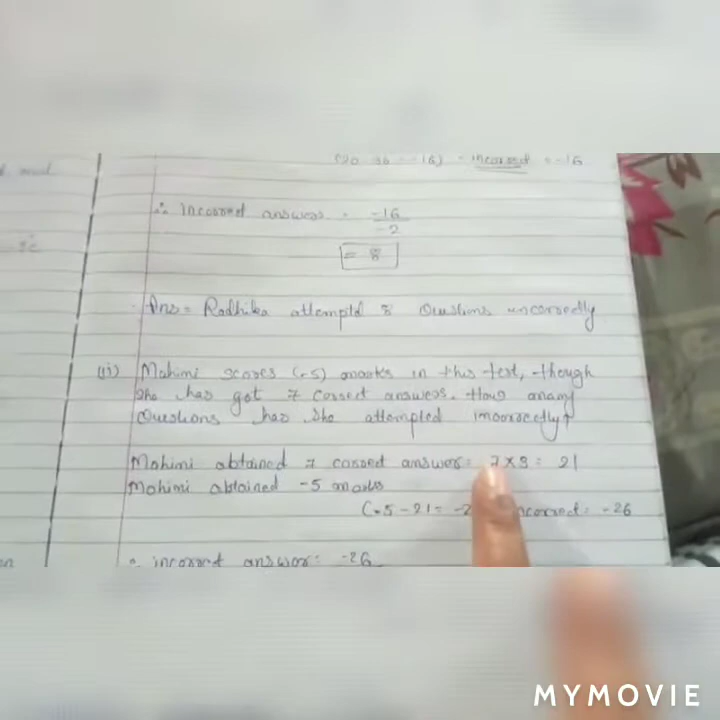 (20-36 = -16) - incorrect = -16
∴ incorrect answers = -16
-2
= 8
Ans = Radhika attempted 8 Questions uncorrectly
(ii) Mohini scores (-5) marks in this test, though
she has got 7 correct answers. How many
Questions has she attempted incorrectly?
Mohini obtained 7 correct answer = 7×3 = 21
Mohini obtained -5 marks
(-5-21 = -2 incorrect = -26
∴ incorrect answer = -26
MYMOVIE